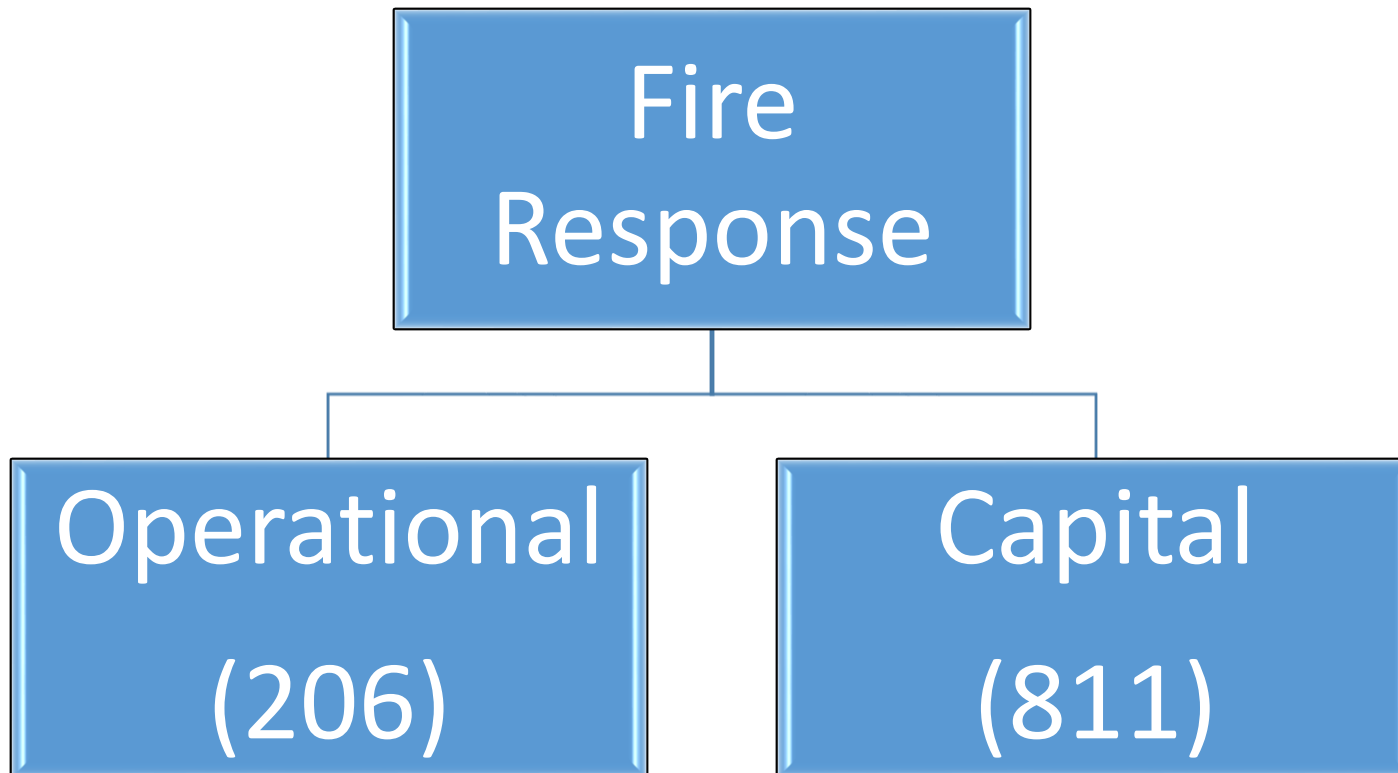 Fire
Response
Operational
(206)
Capital
(811)